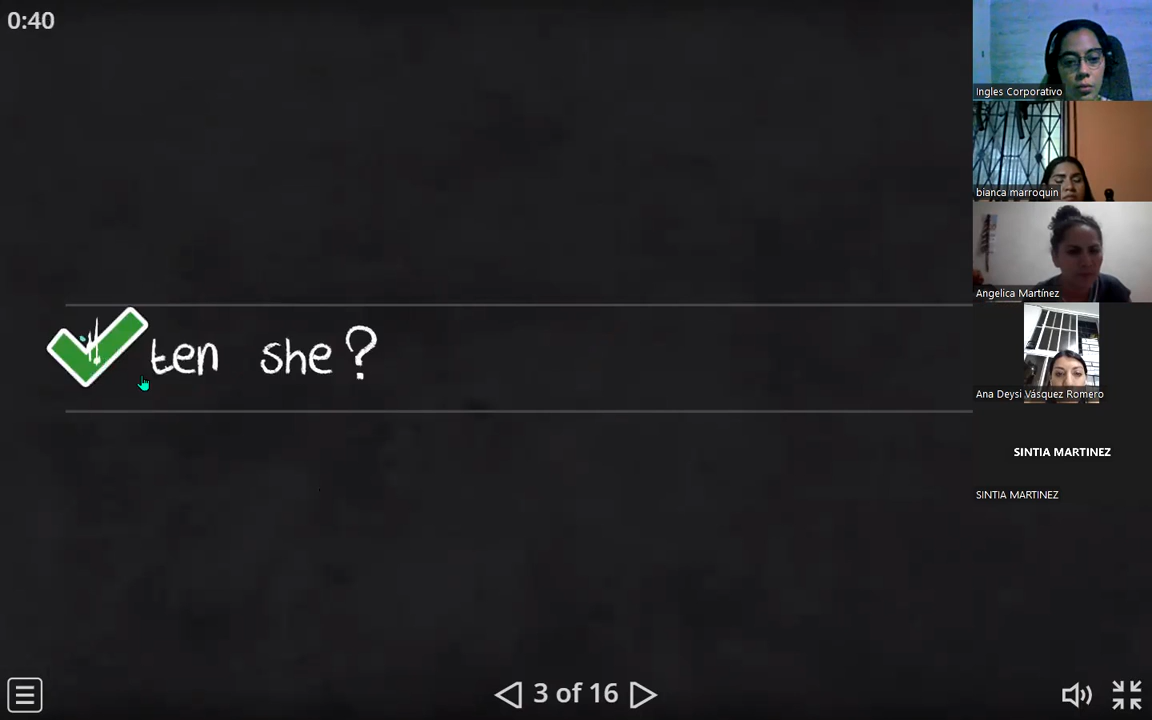 0:40
Ingles Corporativo
bianca marroquin
Angelica Martínez
ten she?
Ana Deysi Vásquez Romero
SINTIA MARTINEZ
SINTIA MARTINEZ
3 of 16